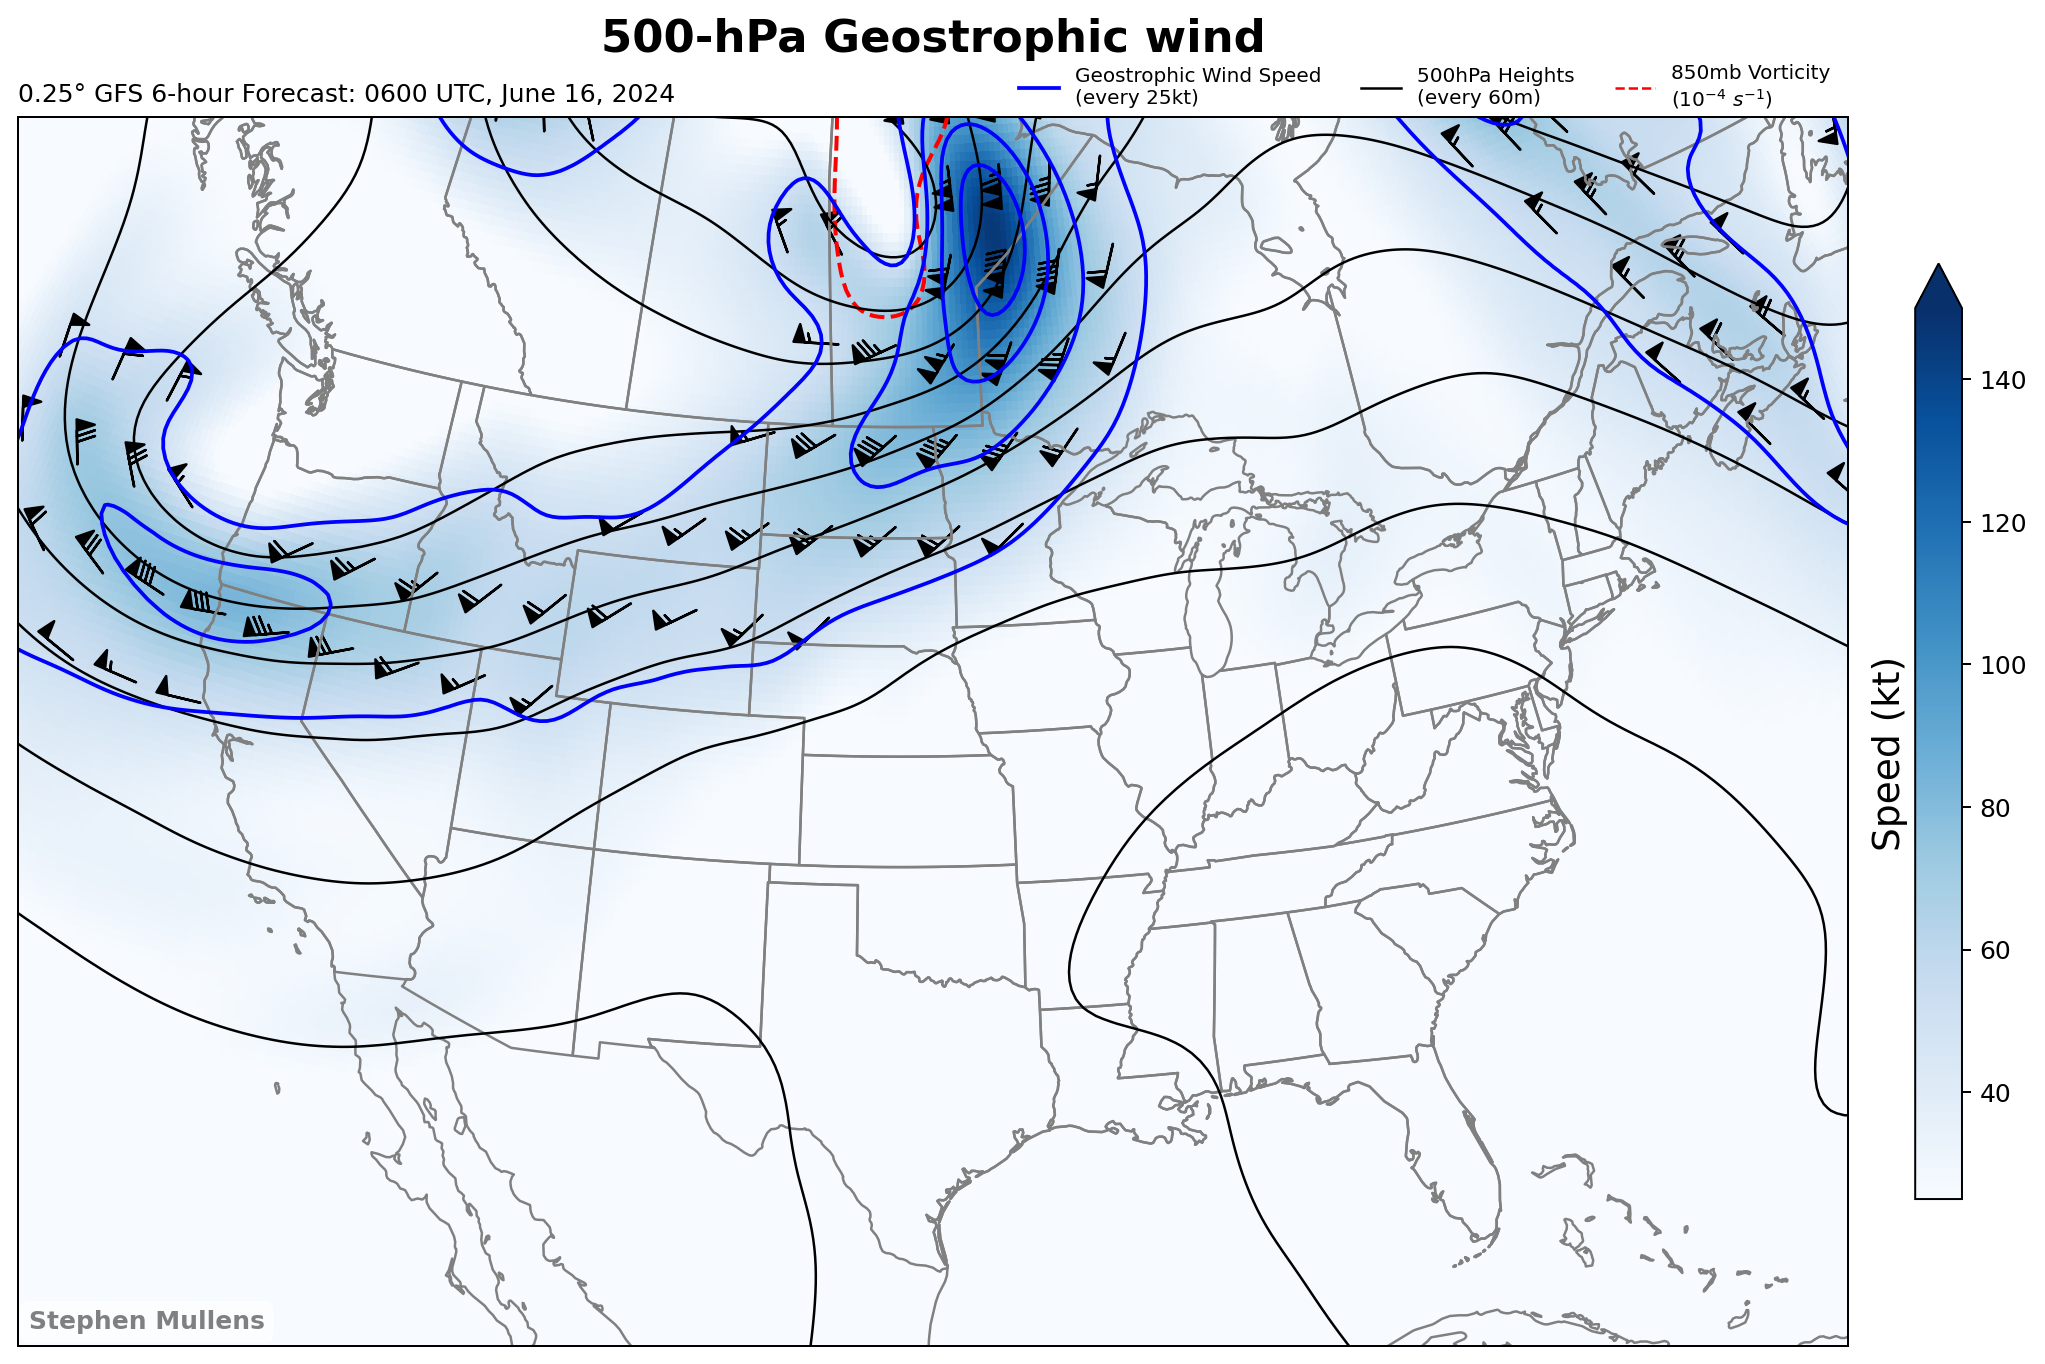 500-hPa Geostrophic wind
0.25° GFS 6-hour Forecast: 0600 UTC, June 16, 2024
Geostrophic Wind Speed
(every 25kt)
500hPa Heights
(every 60m)
850mb Vorticity
(10⁻⁴ s⁻¹)
140
120
100
80
60
40
Speed (kt)
Stephen Mullens